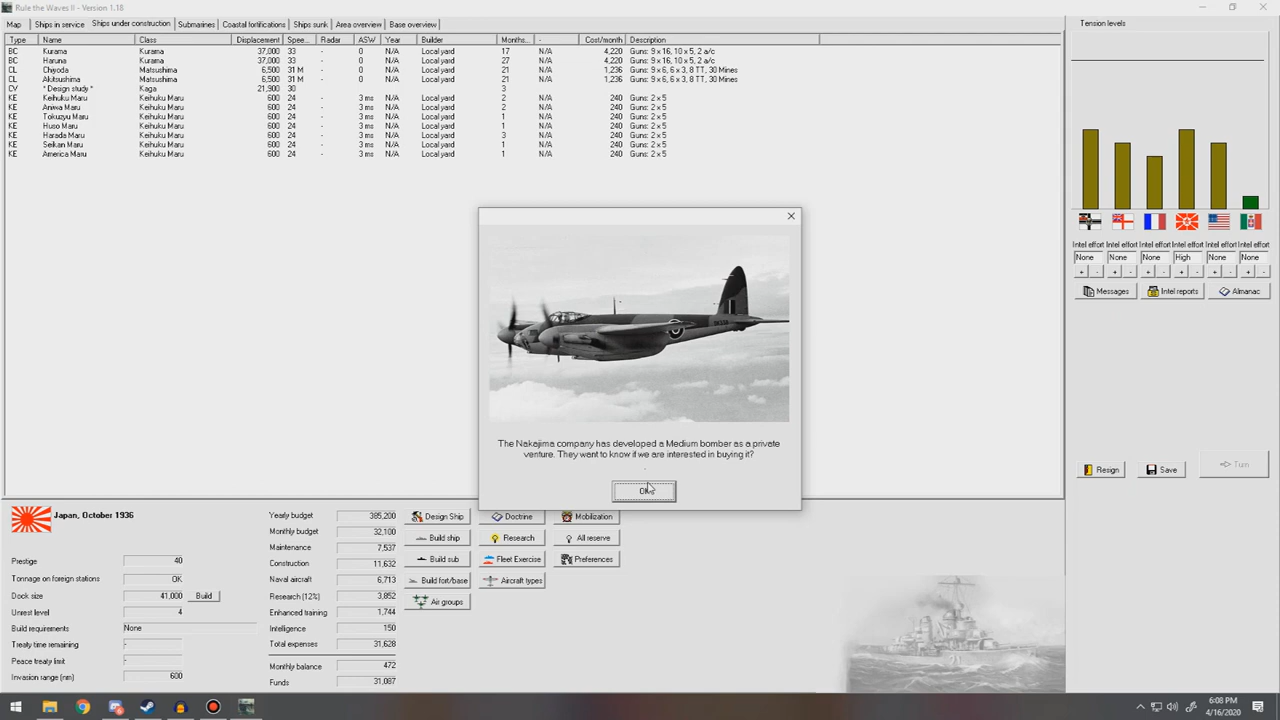 Rule the Waves II - Version 1.18
Map Ships in service Ships under construction Submarines Coastal fortifications Ships sunk Area overview Base overview
Type Name Class Displacement Spee... Radar ASW Year Builder Months... - Cost/month Description
BC Kurama Kurama 37,000 33 - 0 N/A Local yard 17 N/A 4,220 Guns: 9 x 16, 10 x 5, 2 a/c
BC Haruna Kurama 37,000 33 - 0 N/A Local yard 27 N/A 4,220 Guns: 9 x 16, 10 x 5, 2 a/c
CL Chiyoda Matsushima 6,500 31 M - 0 N/A Local yard 21 N/A 1,236 Guns: 9 x 6, 6 x 3, 8 TT, 30 Mines
CL Akitsushima Matsushima 6,500 31 M - 0 N/A Local yard 21 N/A 1,236 Guns: 9 x 6, 6 x 3, 8 TT, 30 Mines
CV * Design study * Kaga 21,900 30 3
KE Keihuku Maru Keihuku Maru 600 24 - 3 ms N/A Local yard 2 N/A 240 Guns: 2 x 5
KE Aniwa Maru Keihuku Maru 600 24 - 3 ms N/A Local yard 2 N/A 240 Guns: 2 x 5
KE Tokuzyu Maru Keihuku Maru 600 24 - 3 ms N/A Local yard 1 N/A 240 Guns: 2 x 5
KE Huso Maru Keihuku Maru 600 24 - 3 ms N/A Local yard 1 N/A 240 Guns: 2 x 5
KE Harada Maru Keihuku Maru 600 24 - 3 ms N/A Local yard 3 N/A 240 Guns: 2 x 5
KE Seikan Maru Keihuku Maru 600 24 - 3 ms N/A Local yard 1 N/A 240 Guns: 2 x 5
KE America Maru Keihuku Maru 600 24 - 3 ms N/A Local yard 1 N/A 240 Guns: 2 x 5
The Nakajima company has developed a Medium bomber as a private
venture. They want to know if we are interested in buying it?
.
OK
Tension levels
Intel effort Intel effort Intel effort Intel effort Intel effort Intel effort
None None None High None None
+ - + - + - + - + - + -
Messages Intel reports Almanac
Resign Save Turn
Japan, October 1936
Prestige 40
Tonnage on foreign stations OK
Dock size 41,000 Build
Unrest level 4
Build requirements None
Treaty time remaining -
Peace treaty limit -
Invasion range (nm) 600
Yearly budget 385,200
Monthly budget 32,100
Maintenance 7,537
Construction 11,632
Naval aircraft 6,713
Research (12%) 3,852
Enhanced training 1,744
Intelligence 150
Total expenses 31,628
Monthly balance 472
Funds 31,087
Design Ship Doctrine Mobilization
Build ship Research All reserve
Build sub Fleet Exercise Preferences
Build fort/base Aircraft types
Air groups
6:08 PM
4/16/2020